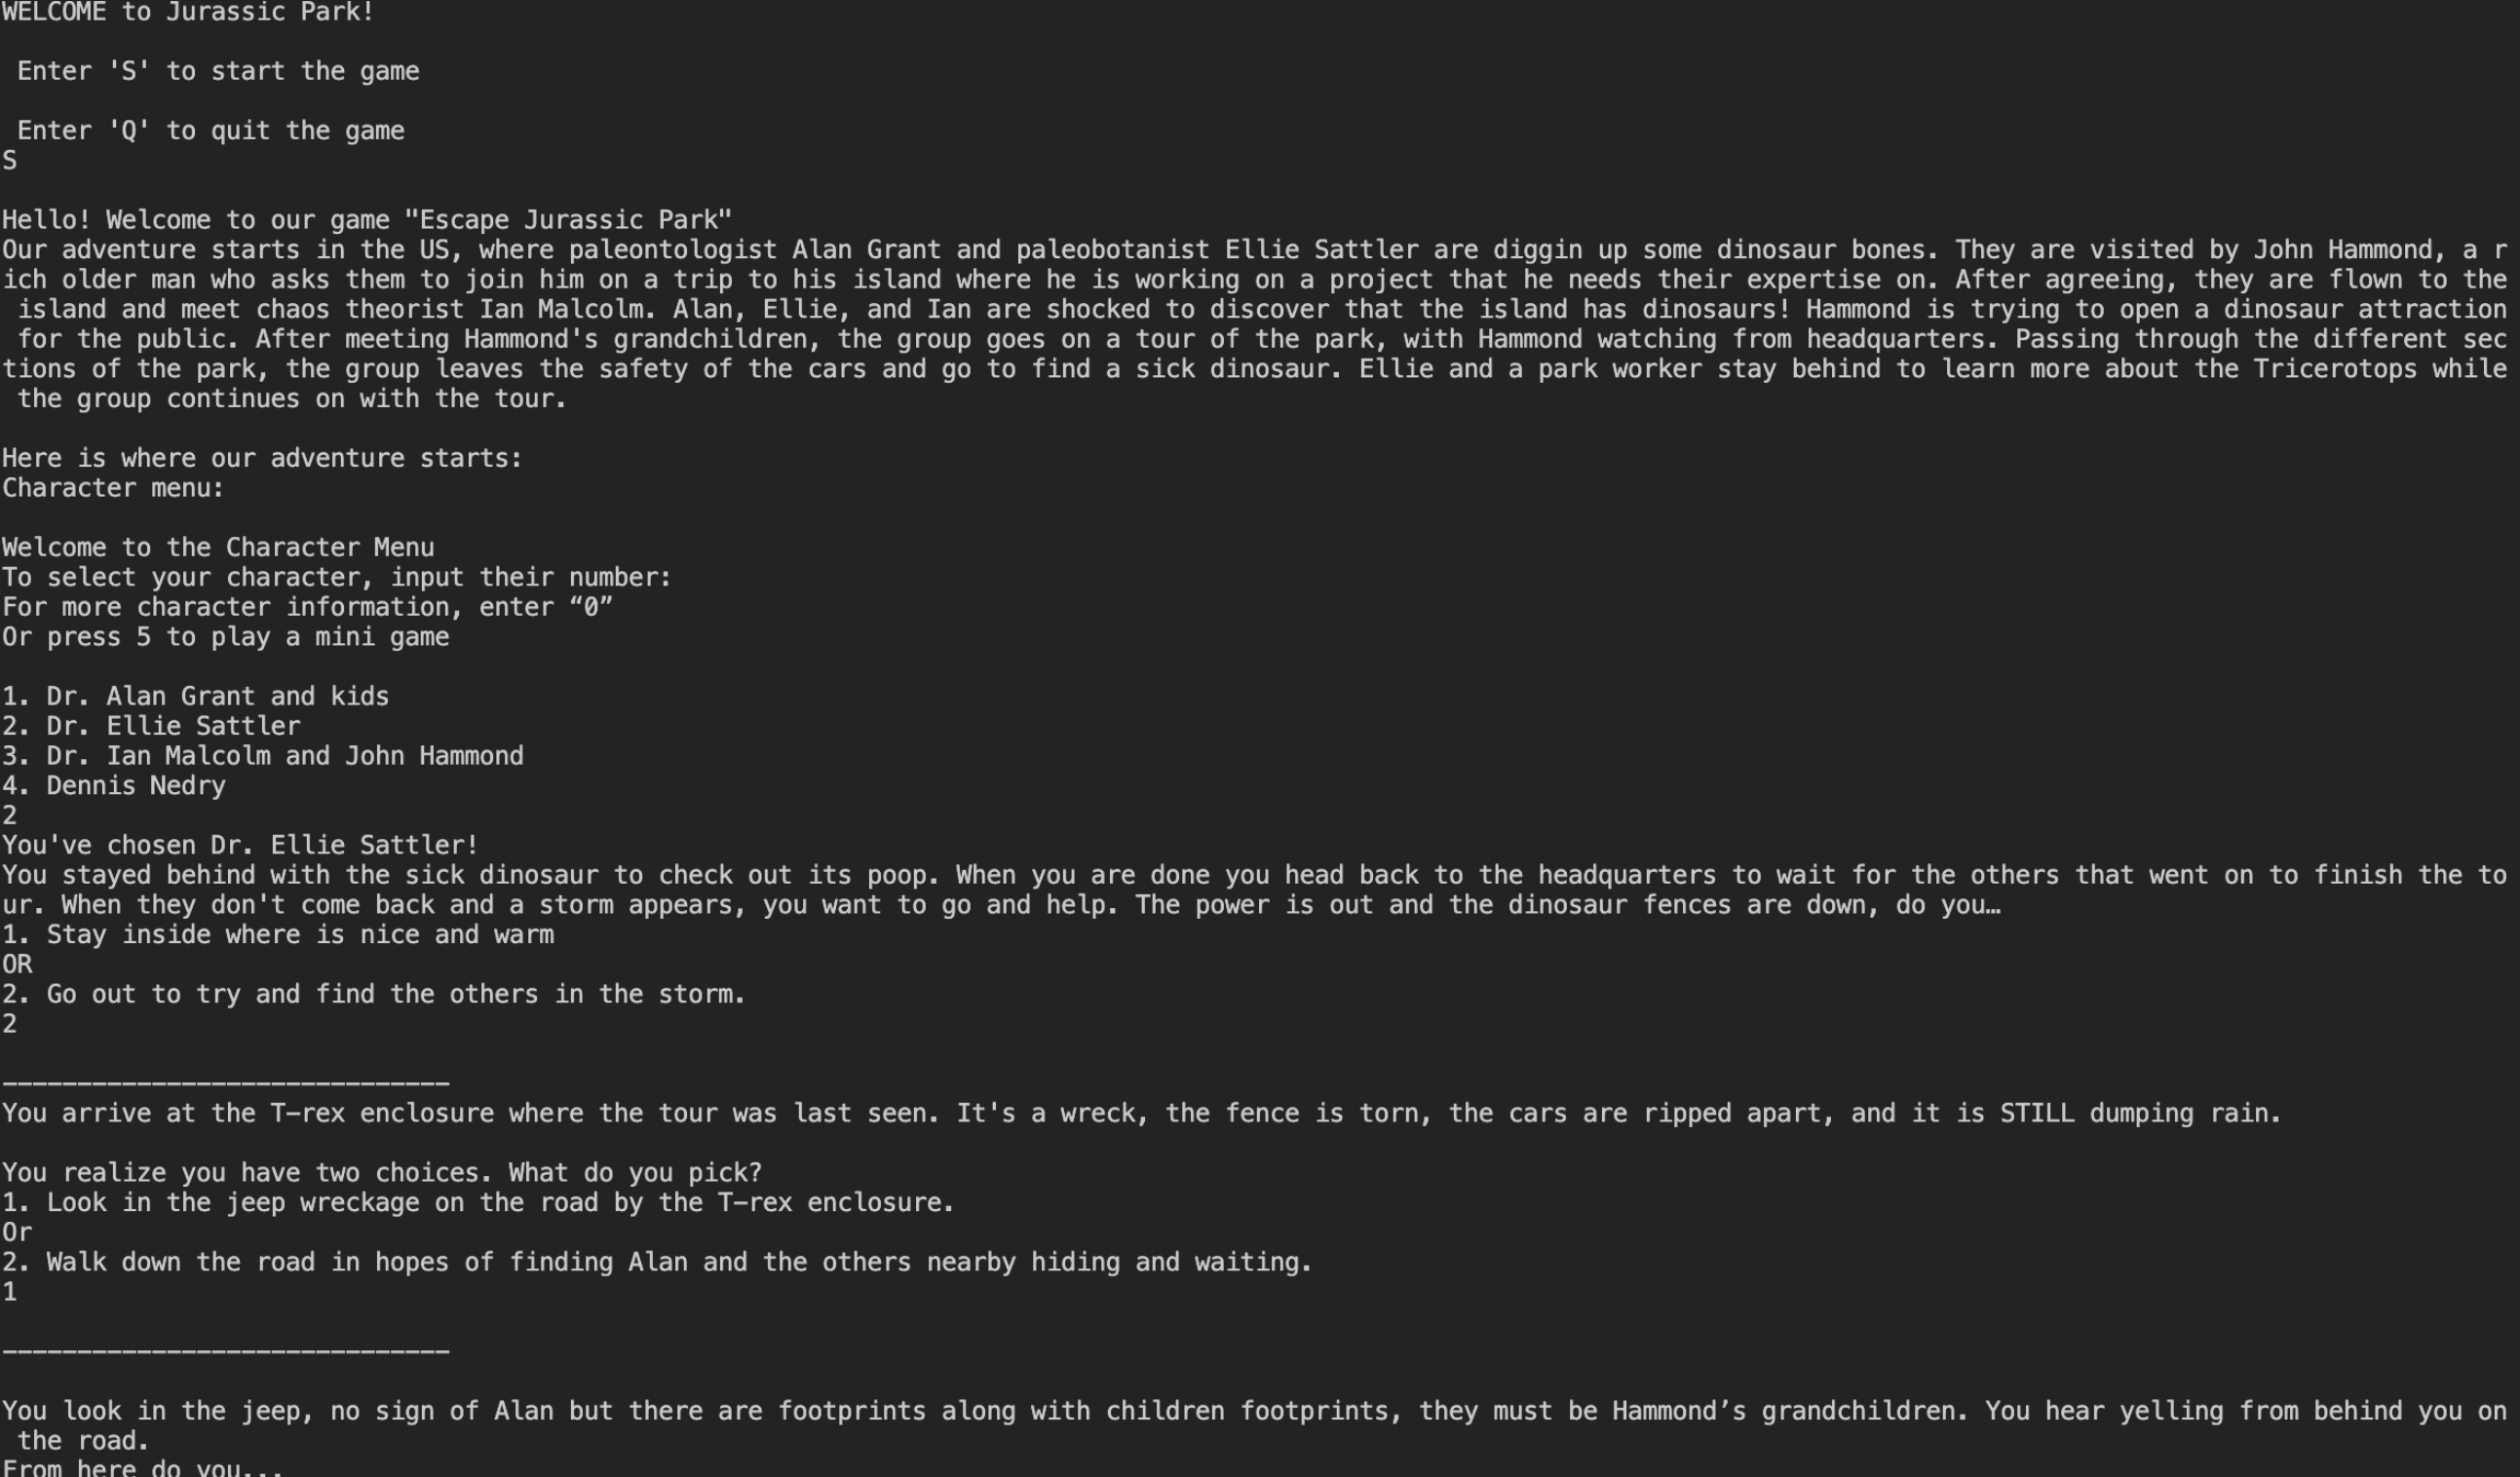 WELCOME to Jurassic Park!
Enter 'S' to start the game
Enter 'Q' to quit the game
S
Hello! Welcome to our game "Escape Jurassic Park"
Our adventure starts in the US, where paleontologist Alan Grant and paleobotanist Ellie Sattler are diggin up some dinosaur bones. They are visited by John Hammond, a r
ich older man who asks them to join him on a trip to his island where he is working on a project that he needs their expertise on. After agreeing, they are flown to the
island and meet chaos theorist Ian Malcolm. Alan, Ellie, and Ian are shocked to discover that the island has dinosaurs! Hammond is trying to open a dinosaur attraction
for the public. After meeting Hammond's grandchildren, the group goes on a tour of the park, with Hammond watching from headquarters. Passing through the different sec
tions of the park, the group leaves the safety of the cars and go to find a sick dinosaur. Ellie and a park worker stay behind to learn more about the Tricerotops while
the group continues on with the tour.
Here is where our adventure starts:
Character menu:
Welcome to the Character Menu
To select your character, input their number:
For more character information, enter “0”
Or press 5 to play a mini game
1. Dr. Alan Grant and kids
2. Dr. Ellie Sattler
3. Dr. Ian Malcolm and John Hammond
4. Dennis Nedry
2
You've chosen Dr. Ellie Sattler!
You stayed behind with the sick dinosaur to check out its poop. When you are done you head back to the headquarters to wait for the others that went on to finish the to
ur. When they don't come back and a storm appears, you want to go and help. The power is out and the dinosaur fences are down, do you…
1. Stay inside where is nice and warm
OR
2. Go out to try and find the others in the storm.
2
______________________________
You arrive at the T-rex enclosure where the tour was last seen. It's a wreck, the fence is torn, the cars are ripped apart, and it is STILL dumping rain.
You realize you have two choices. What do you pick?
1. Look in the jeep wreckage on the road by the T-rex enclosure.
Or
2. Walk down the road in hopes of finding Alan and the others nearby hiding and waiting.
1
______________________________
You look in the jeep, no sign of Alan but there are footprints along with children footprints, they must be Hammond’s grandchildren. You hear yelling from behind you on
the road.
From here do you...